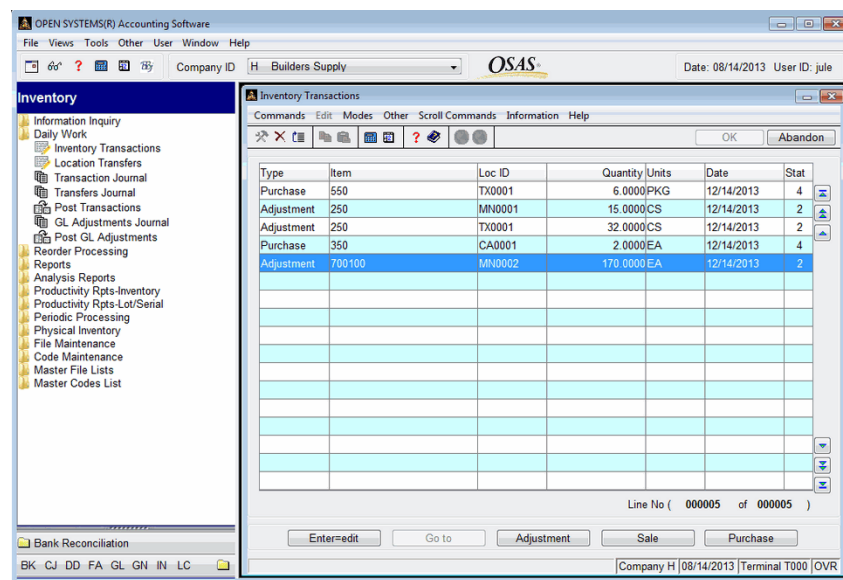 OPEN SYSTEMS(R) Accounting Software
File Views Tools Other User Window Help
Company ID H Builders Supply OSAS Date: 08/14/2013 User ID: jule
Inventory
Information Inquiry
Daily Work
Inventory Transactions
Location Transfers
Transaction Journal
Transfers Journal
Post Transactions
GL Adjustments Journal
Post GL Adjustments
Reorder Processing
Reports
Analysis Reports
Productivity Rpts-Inventory
Productivity Rpts-Lot/Serial
Periodic Processing
Physical Inventory
File Maintenance
Code Maintenance
Master File Lists
Master Codes List
Bank Reconciliation
BK CJ DD FA GL GN IN LC
Inventory Transactions
Commands Edit Modes Other Scroll Commands Information Help
OK Abandon
Type Item Loc ID Quantity Units Date Stat
Purchase 550 TX0001 6.0000 PKG 12/14/2013 4
Adjustment 250 MN0001 15.0000 CS 12/14/2013 2
Adjustment 250 TX0001 32.0000 CS 12/14/2013 2
Purchase 350 CA0001 2.0000 EA 12/14/2013 4
Adjustment 700100 MN0002 170.0000 EA 12/14/2013 2
Line No ( 000005 of 000005 )
Enter=edit Go to Adjustment Sale Purchase
Company H 08/14/2013 Terminal T000 OVR